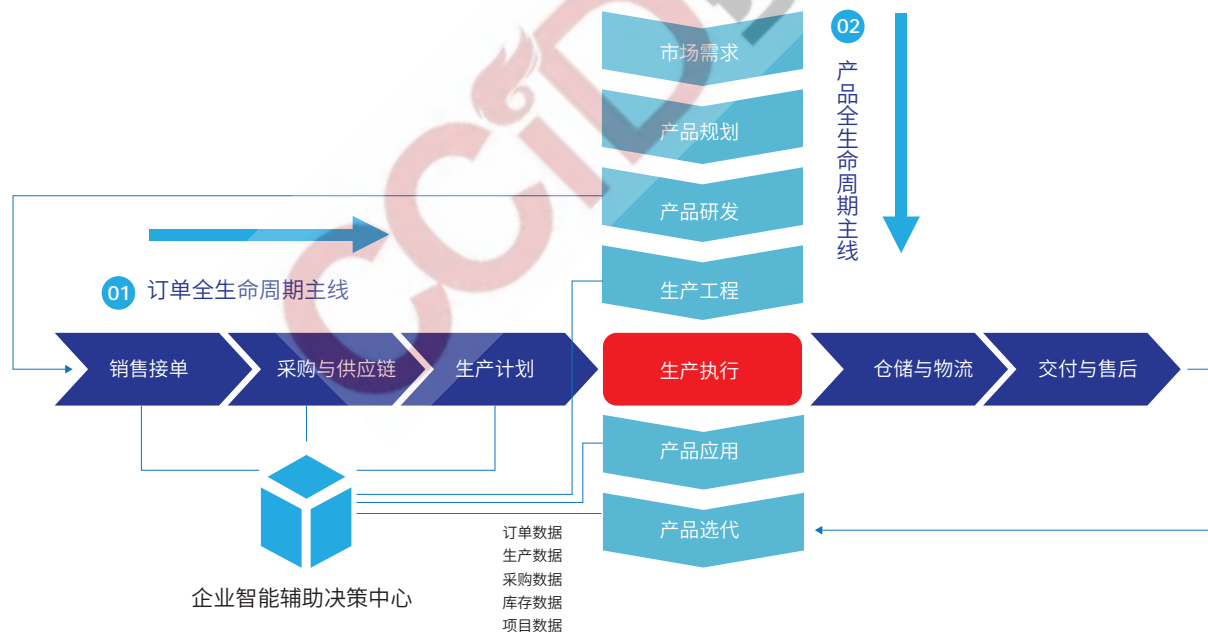 市场需求
02
产品全生命周期主线
产品规划
产品研发
生产工程
01 订单全生命周期主线
销售接单
采购与供应链
生产计划
生产执行
仓储与物流
交付与售后
产品应用
产品选代
订单数据
生产数据
采购数据
库存数据
项目数据
企业智能辅助决策中心
CCiD